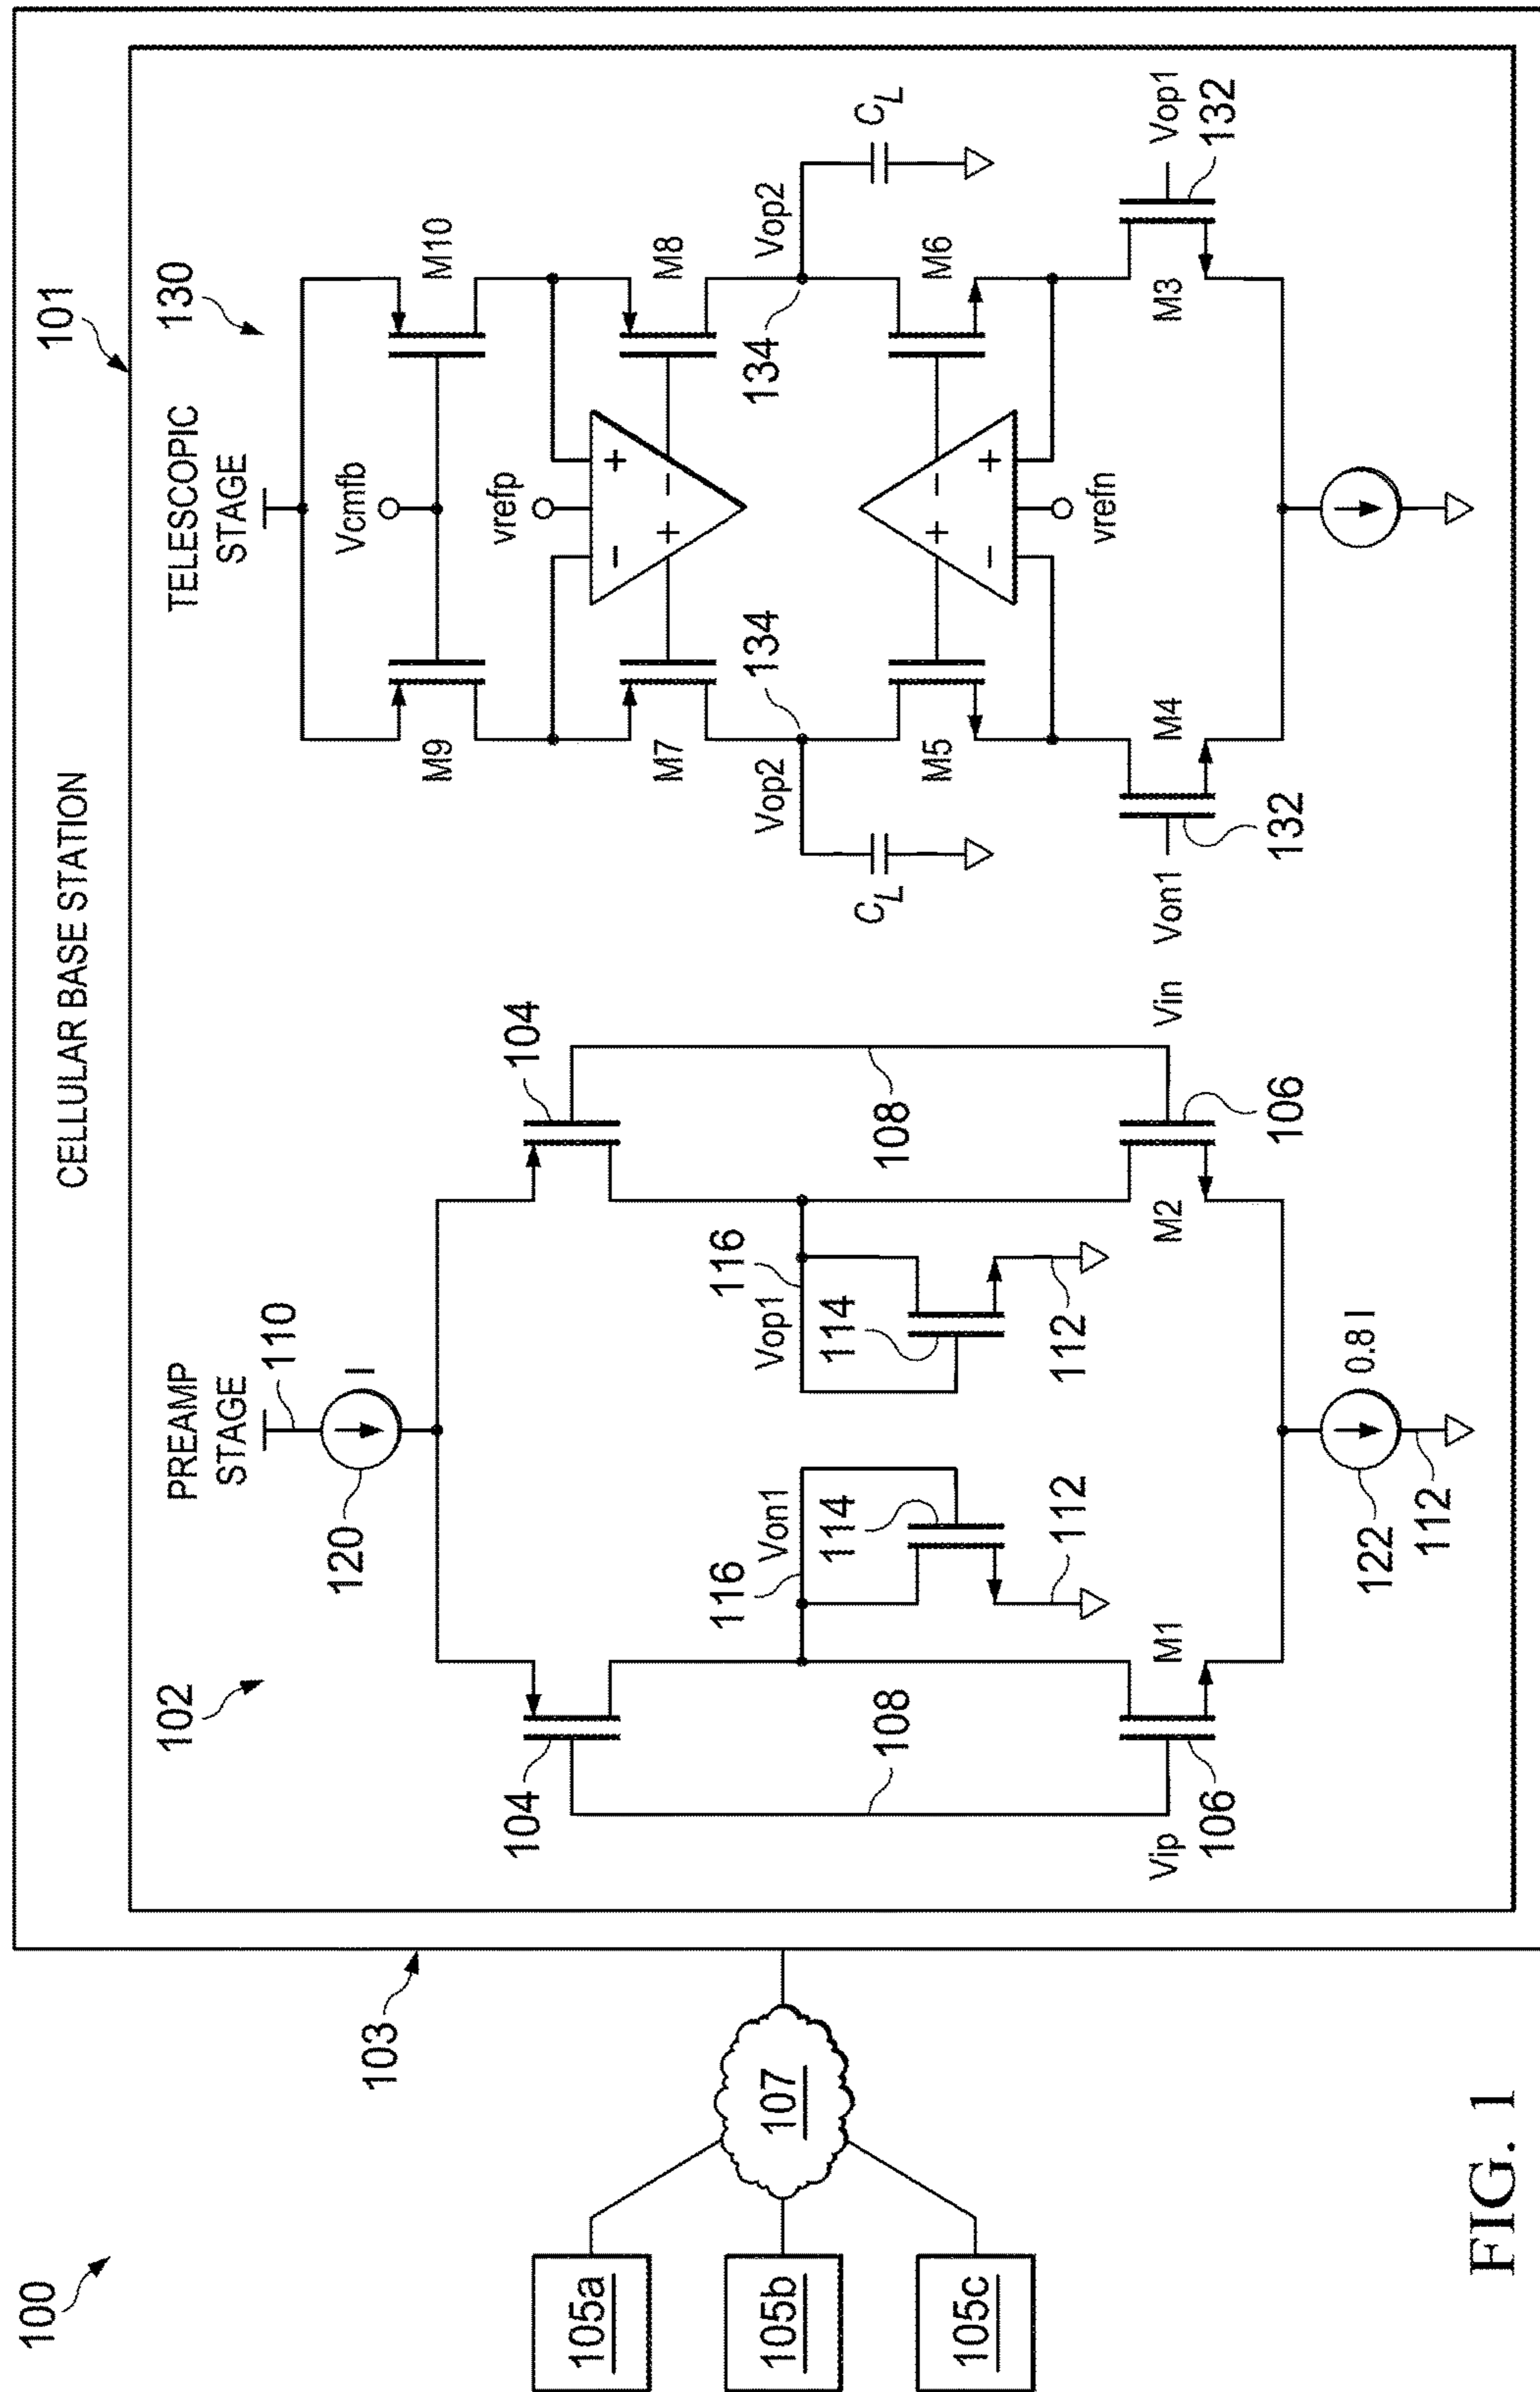 100
103
CELLULAR BASE STATION
101
102
PREAMP
STAGE
110
120
I
104
104
108
108
116
Von1
116
Vop1
114
114
112
112
Vip
106
M1
M2
106
Vin
122
0.8 I
112
TELESCOPIC
STAGE
130
Vcmfb
M9
M10
vrefp
- +
+ -
M7
M8
Vop2
134
134
Vop2
CL
CL
M5
M6
+ -
- +
vrefn
Von1
132
M4
M3
Vop1
132
105a
105b
105c
107
FIG. 1